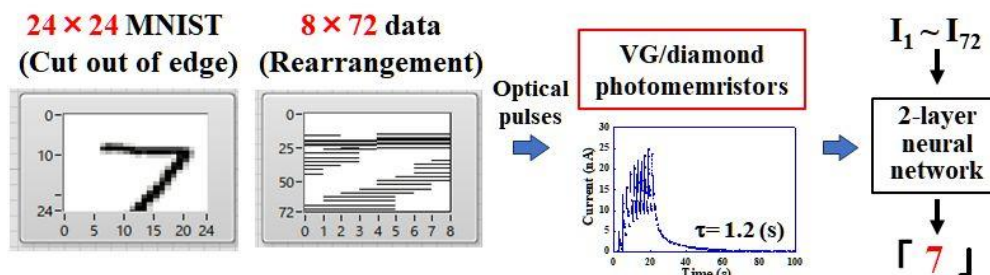 24 × 24 MNIST
(Cut out of edge)
0
10
24
0 5 10 15 20 24
8 × 72 data
(Rearrangement)
0
25
50
72
0 1 2 3 4 5 6 7 8
Optical
pulses
VG/diamond
photomemristors
Current (nA)
30
25
20
15
10
5
0
0 20 40 60 80 100
Time (s)
τ= 1.2 (s)
I₁ ~ I₇₂
2-layer
neural
network
「 7 」